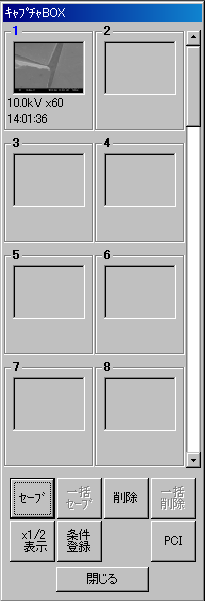 ｷｬﾌﾟﾁｬBOX
1
2
10.0kV x60
14:01:36
3
4
5
6
7
8
ｾｰﾌﾞ
一括
ｾｰﾌﾞ
削除
一括
削除
x1/2
表示
条件
登録
PCI
閉じる